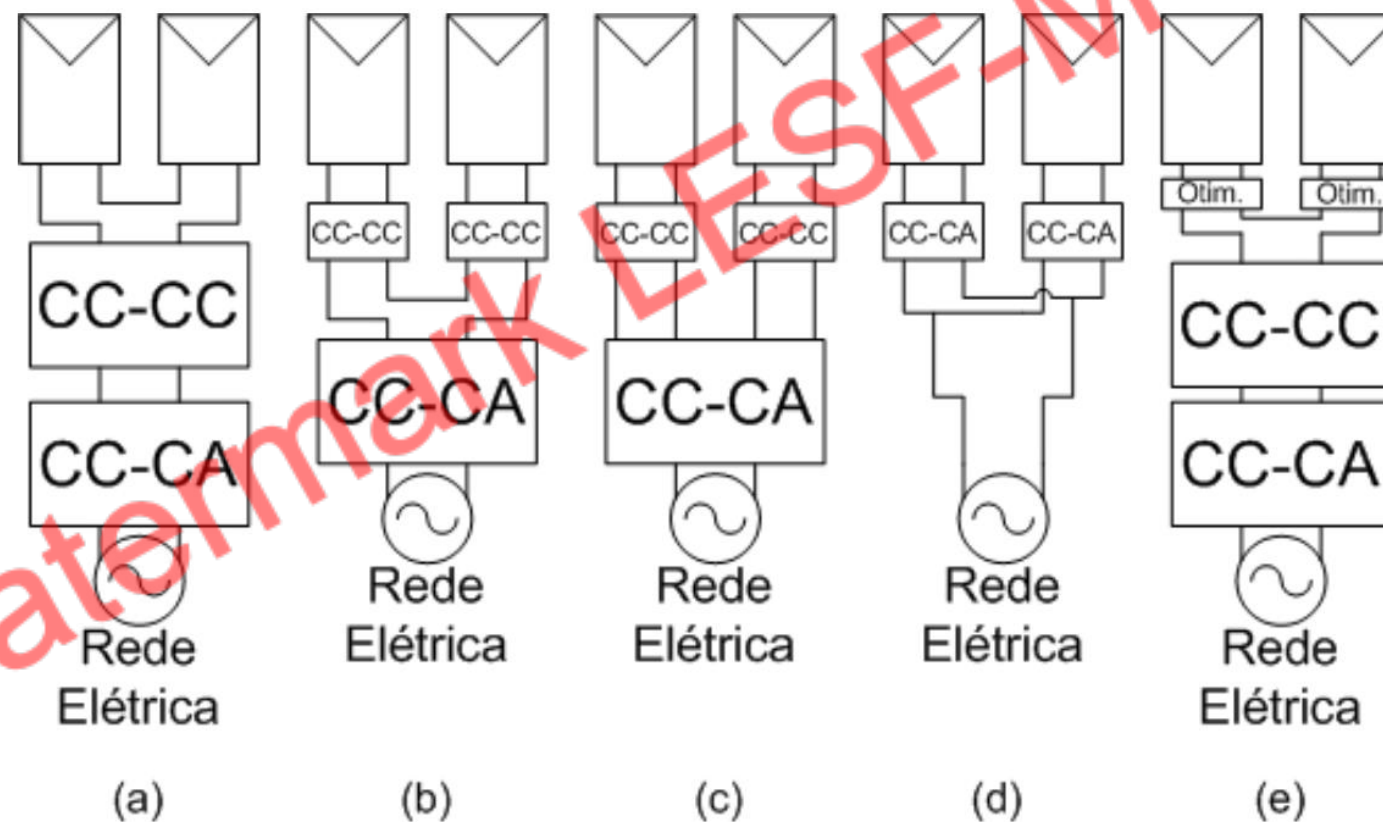 CC-CC
CC-CA
Rede
Elétrica
(a)
CC-CC CC-CC
CC-CA
Rede
Elétrica
(b)
CC-CC CC-CC
CC-CA
Rede
Elétrica
(c)
CC-CA CC-CA
Rede
Elétrica
(d)
Otim. Otim.
CC-CC
CC-CA
Rede
Elétrica
(e)
atermark LESF-M